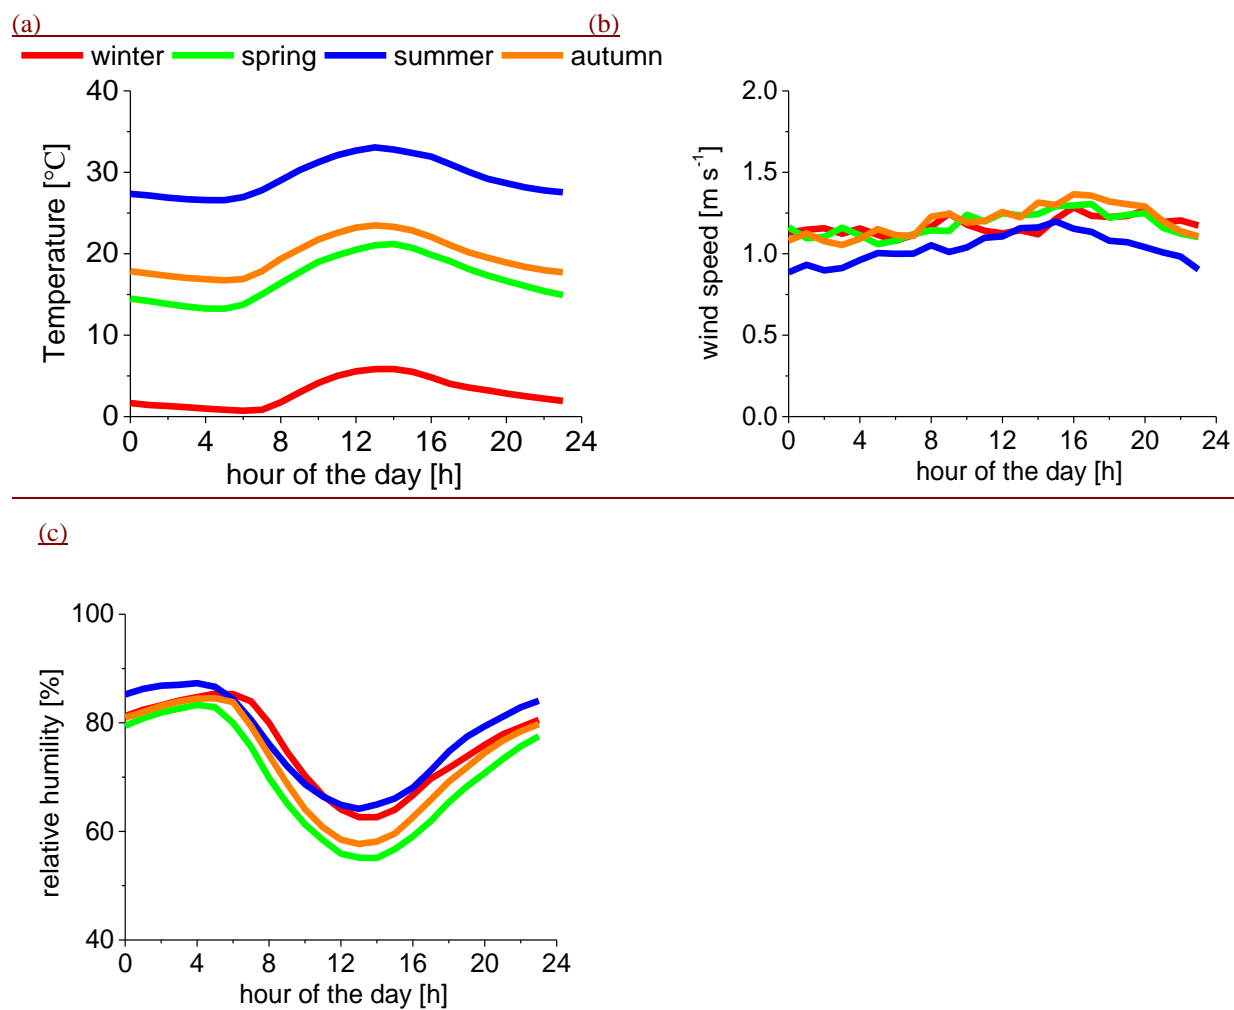 (a) (b)
winter spring summer autumn
40
30
20
10
0
Temperature [℃]
0 4 8 12 16 20 24
hour of the day [h]
2.0
1.5
1.0
0.5
0.0
wind speed [m s-1]
0 4 8 12 16 20 24
hour of the day [h]
(c)
100
80
60
40
relative humility [%]
0 4 8 12 16 20 24
hour of the day [h]